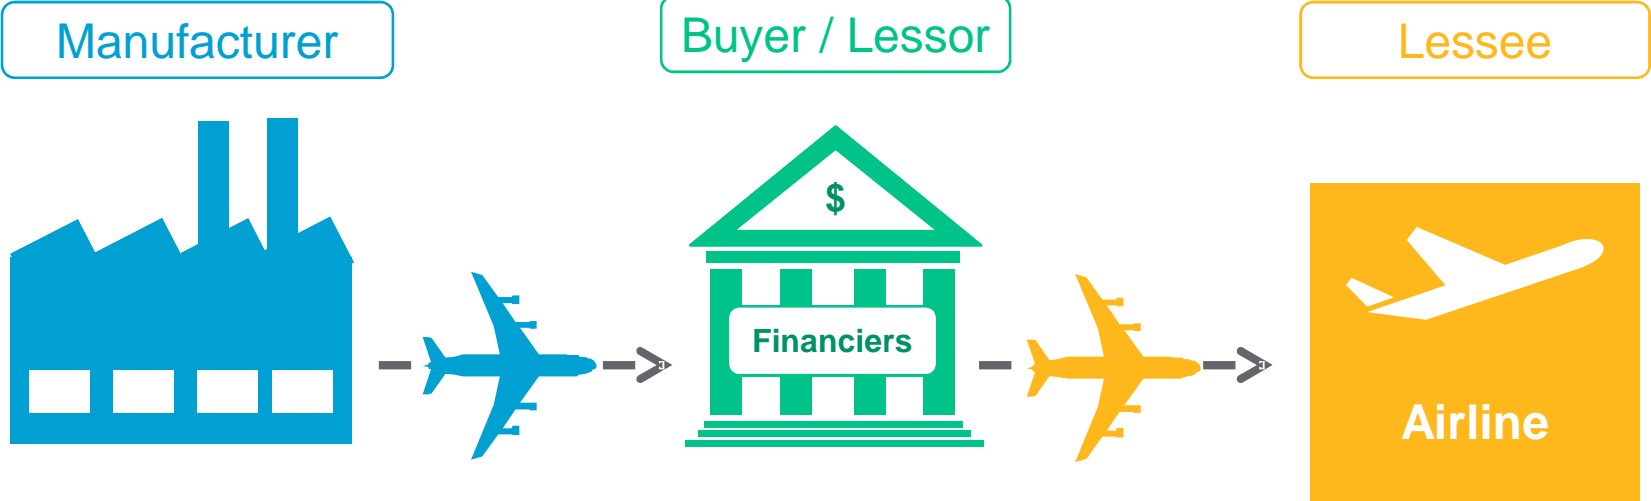 Manufacturer
Buyer / Lessor
Lessee
$
Financiers
Airline